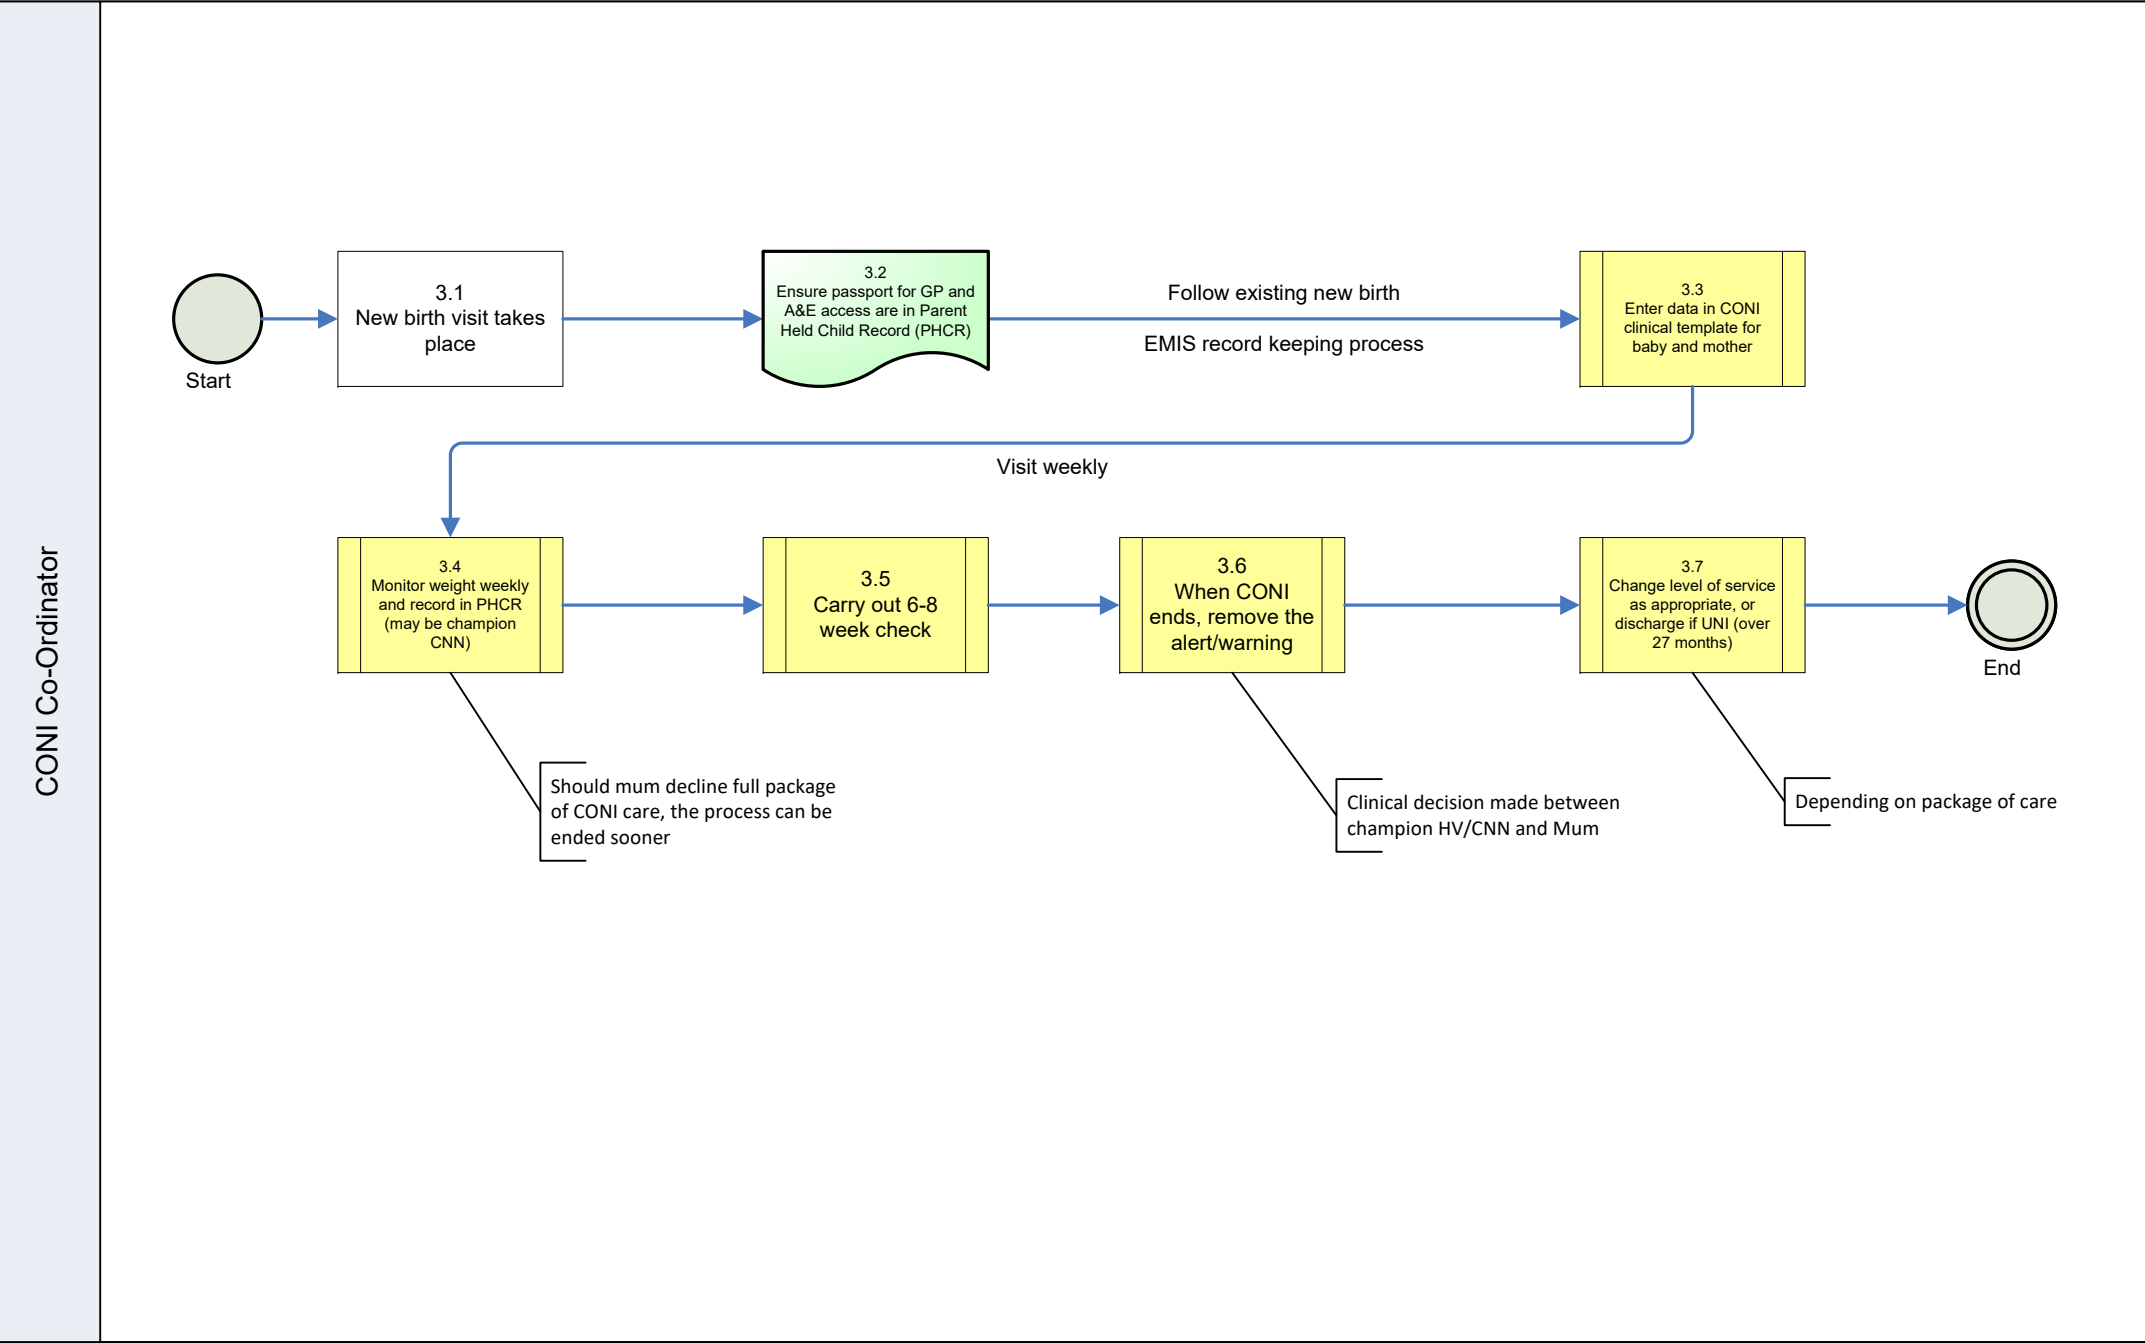 CONI Co-Ordinator
Start
3.1
New birth visit takes
place
3.2
Ensure passport for GP and
A&E access are in Parent
Held Child Record (PHCR)
Follow existing new birth
EMIS record keeping process
3.3
Enter data in CONI
clinical template for
baby and mother
Visit weekly
3.4
Monitor weight weekly
and record in PHCR
(may be champion
CNN)
3.5
Carry out 6-8
week check
3.6
When CONI
ends, remove the
alert/warning
3.7
Change level of service
as appropriate, or
discharge if UNI (over
27 months)
End
Should mum decline full package
of CONI care, the process can be
ended sooner
Clinical decision made between
champion HV/CNN and Mum
Depending on package of care